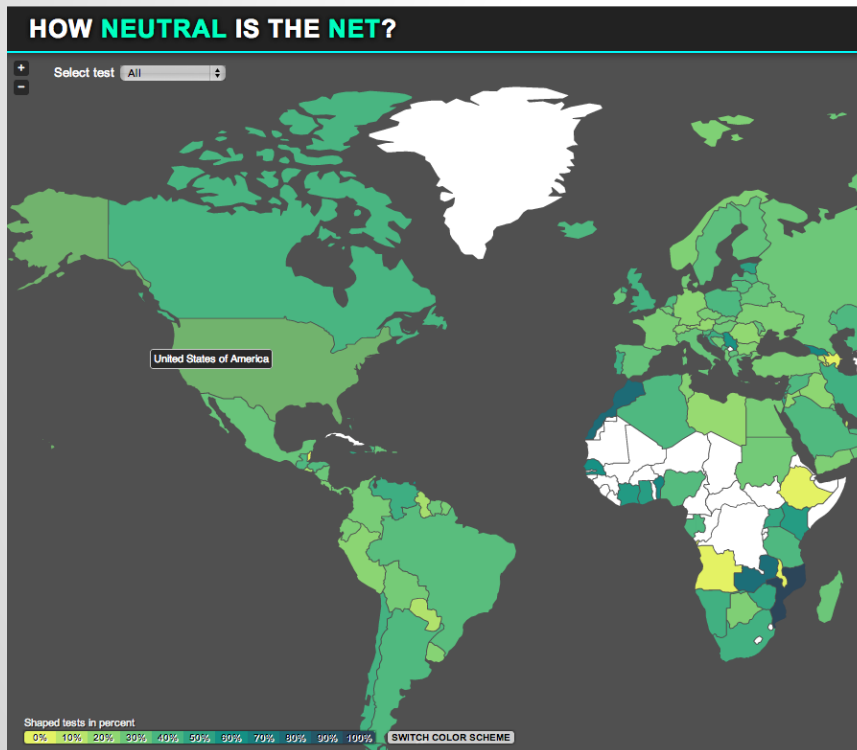 HOW NEUTRAL IS THE NET?
+
Select test All
−
United States of America
Shaped tests in percent
0% 10% 20% 30% 40% 50% 60% 70% 80% 90% 100% SWITCH COLOR SCHEME